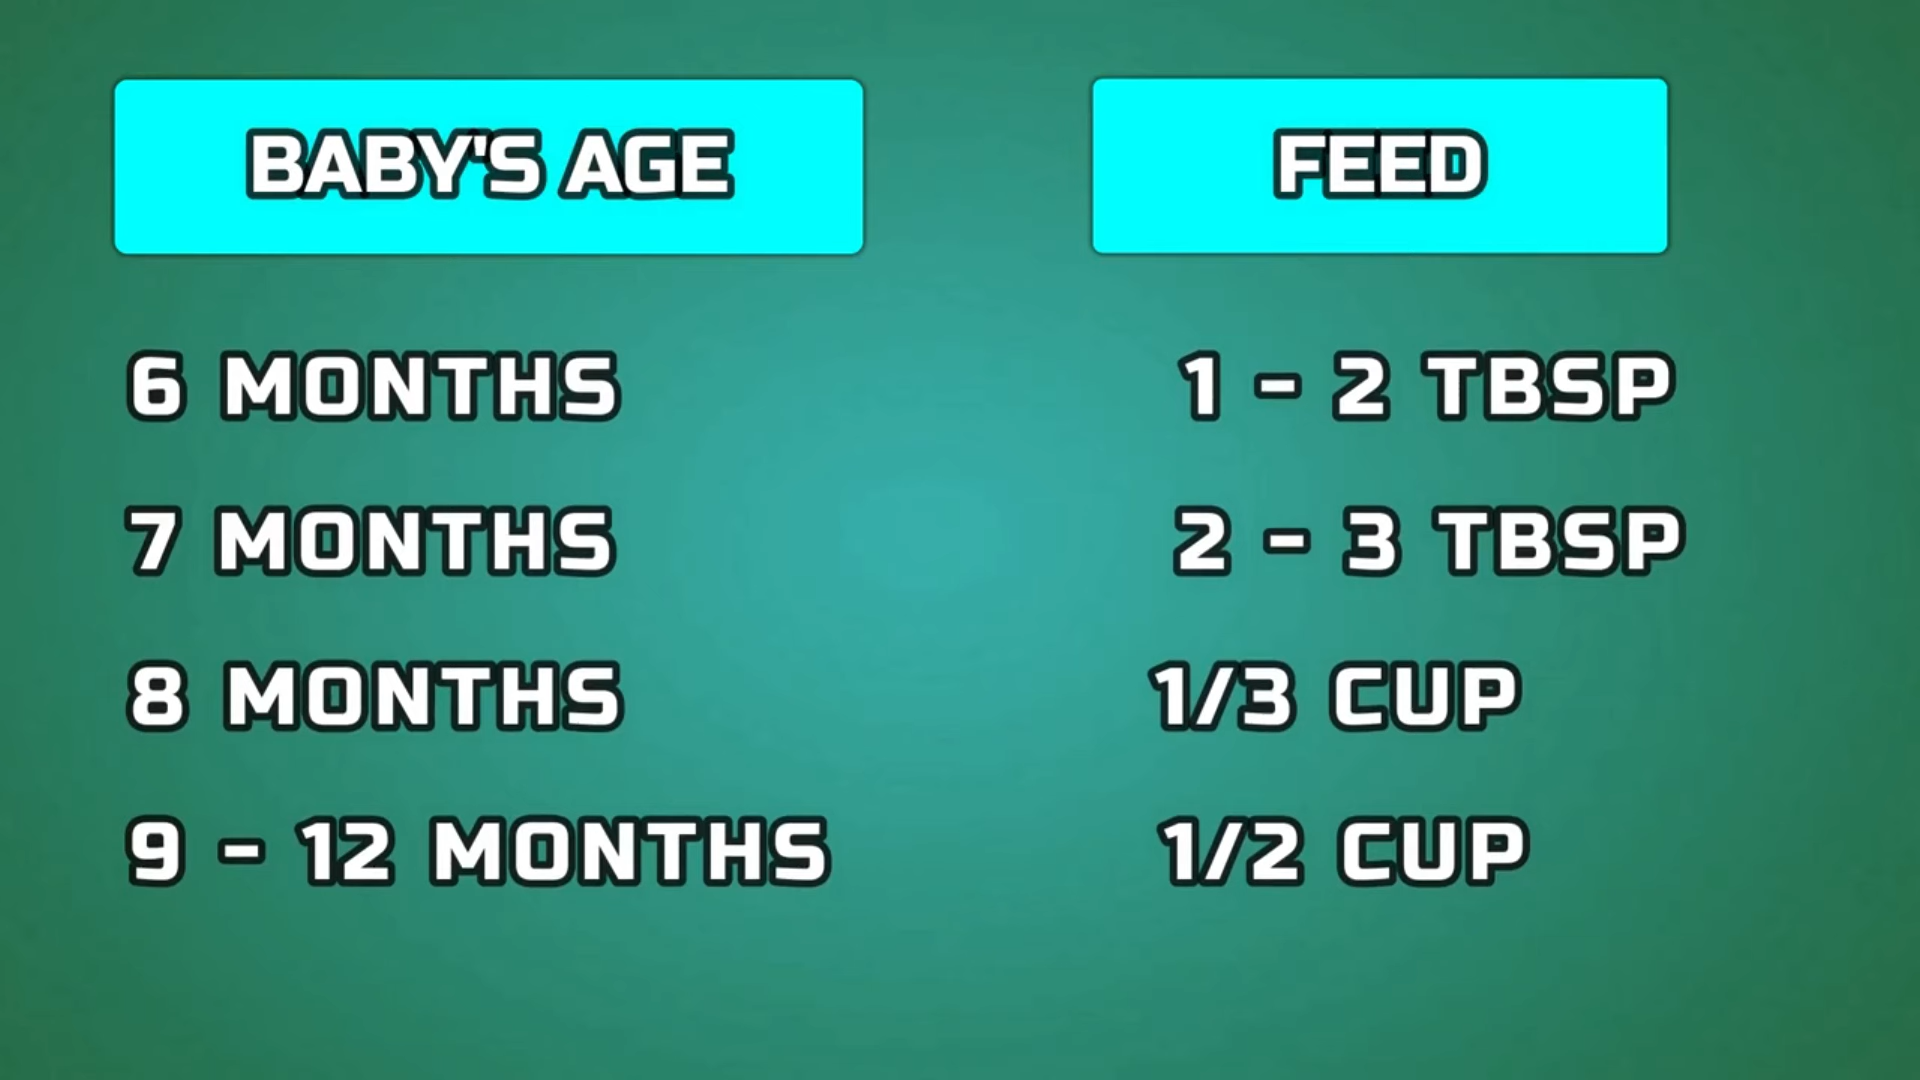 BABY'S AGE FEED
6 MONTHS 1 - 2 TBSP
7 MONTHS 2 - 3 TBSP
8 MONTHS 1/3 CUP
9 - 12 MONTHS 1/2 CUP